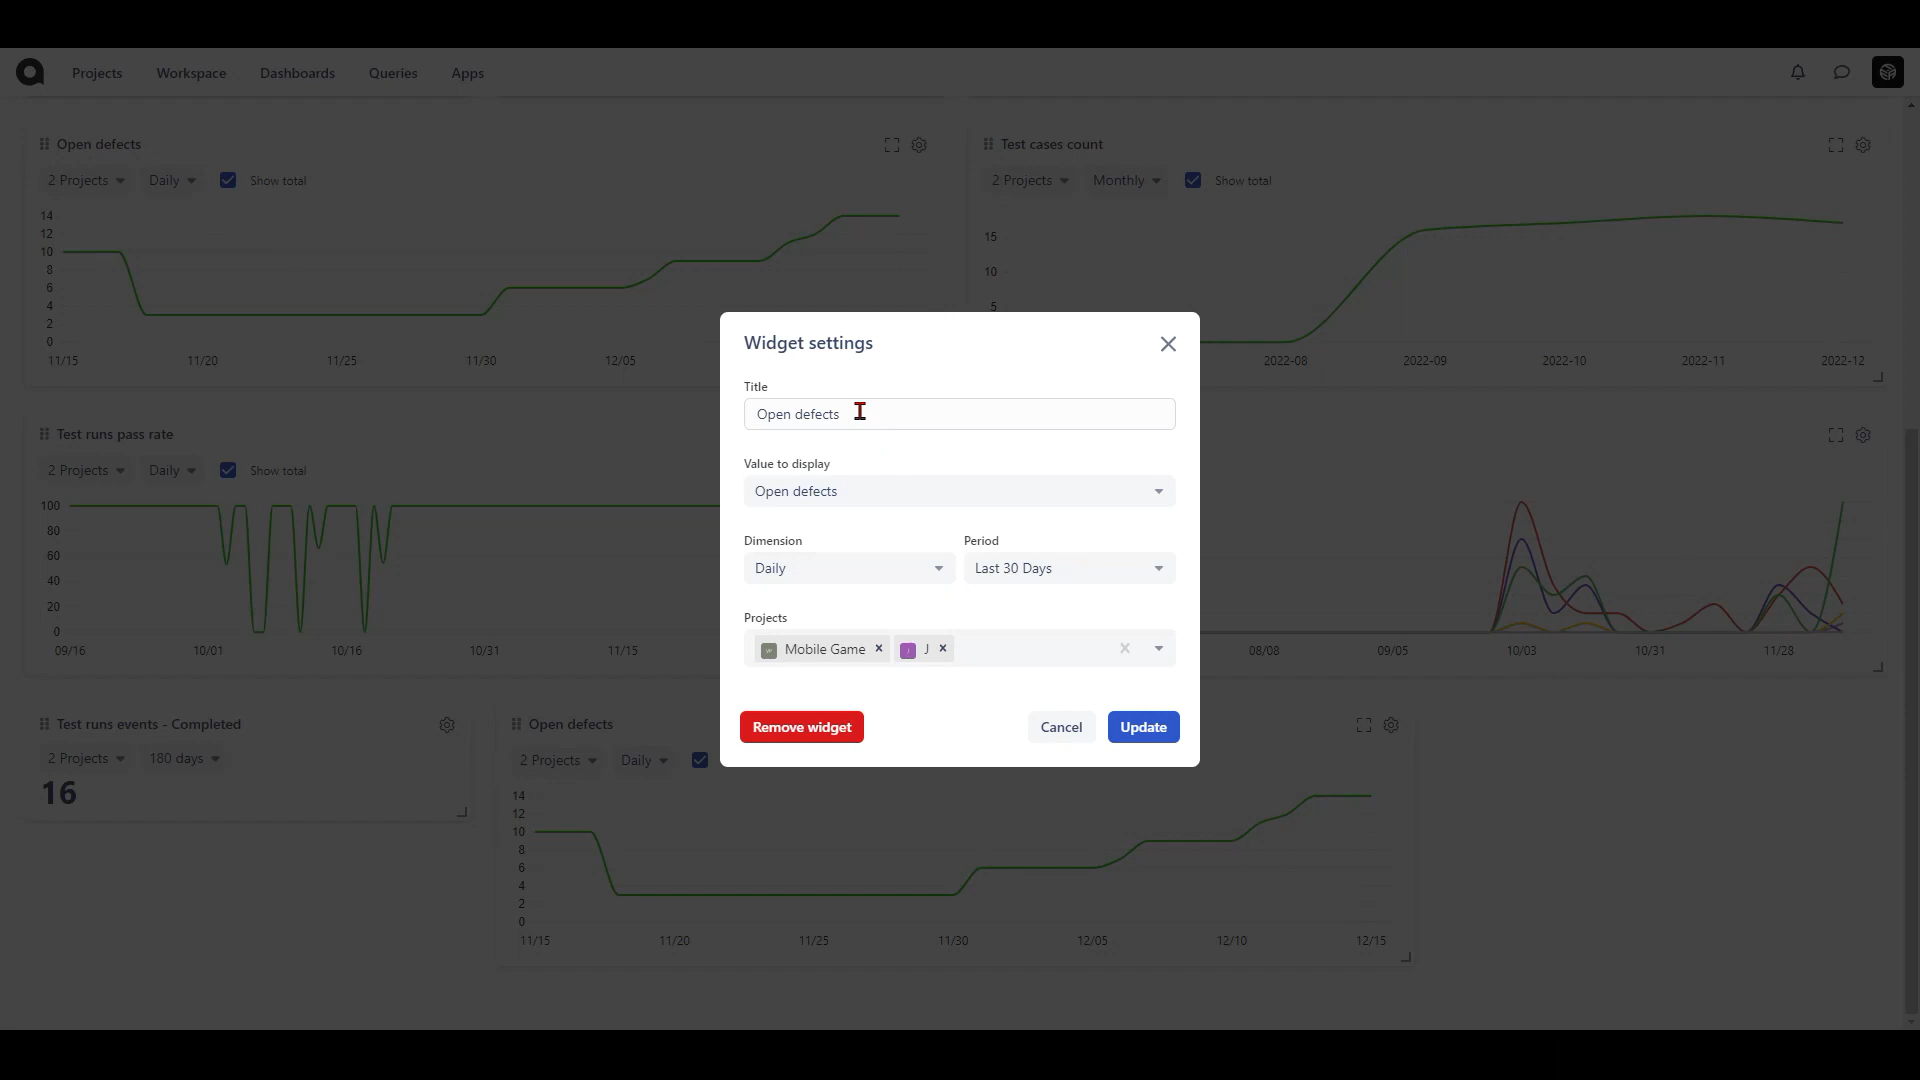 Projects Workspace Dashboards Queries Apps
Open defects
2 Projects Daily Show total
14
12
10
8
6
4
2
0
11/15 11/20 11/25 11/30 12/05
Test cases count
2 Projects Monthly Show total
15
10
5
2022-08 2022-09 2022-10 2022-11 2022-12
Widget settings
Title
Open defects
Value to display
Open defects
Dimension Period
Daily Last 30 Days
Projects
Mobile Game × J ×
Remove widget Cancel Update
Test runs pass rate
2 Projects Daily Show total
100
80
60
40
20
0
09/16 10/01 10/16 10/31 11/15
08/08 09/05 10/03 10/31 11/28
Test runs events - Completed
2 Projects 180 days
16
Open defects
2 Projects Daily
14
12
10
8
6
4
2
0
11/15 11/20 11/25 11/30 12/05 12/10 12/15